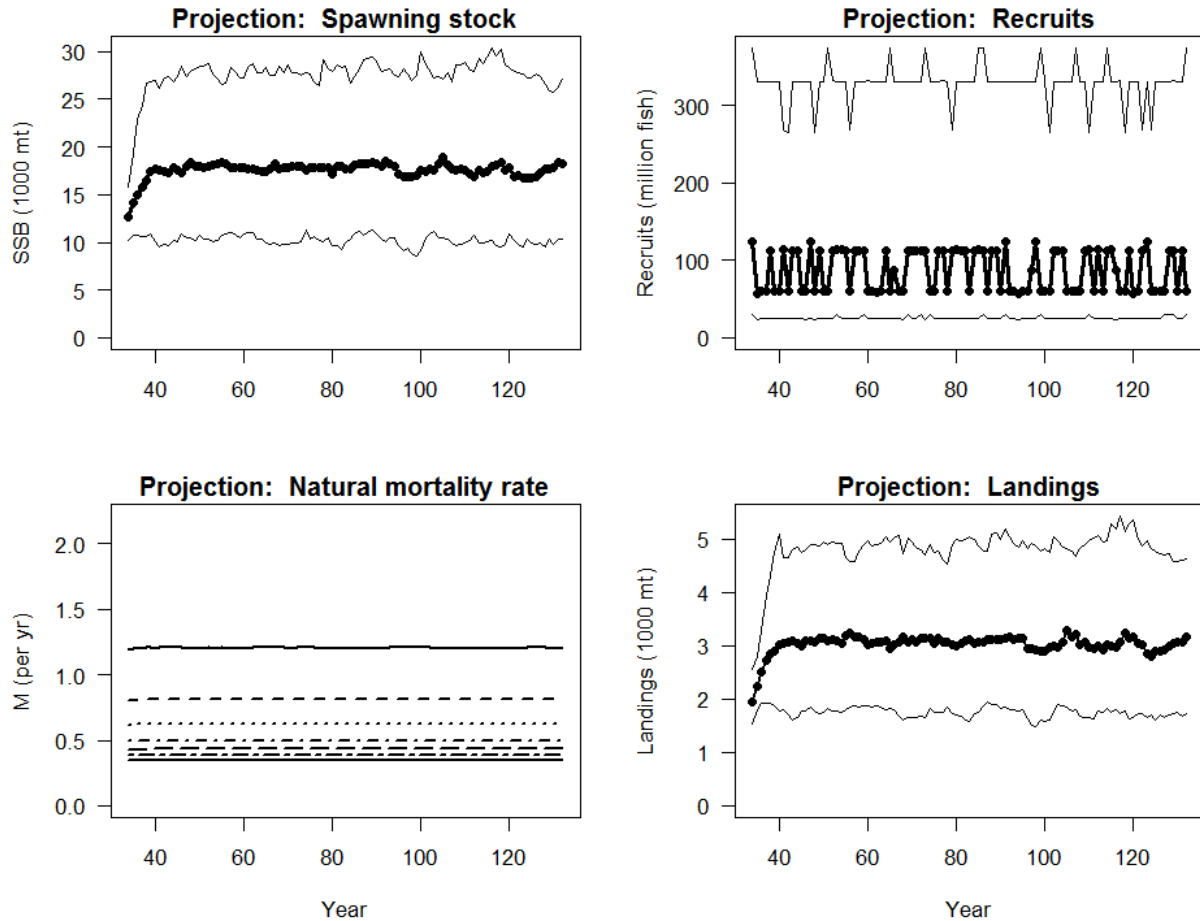 Projection: Spawning stock
SSB (1000 mt)
30
25
20
15
10
5
0
40 60 80 100 120
Projection: Recruits
Recruits (million fish)
300
200
100
0
40 60 80 100 120
Projection: Natural mortality rate
M (per yr)
2.0
1.5
1.0
0.5
0.0
40 60 80 100 120
Year
Projection: Landings
Landings (1000 mt)
5
4
3
2
1
0
40 60 80 100 120
Year